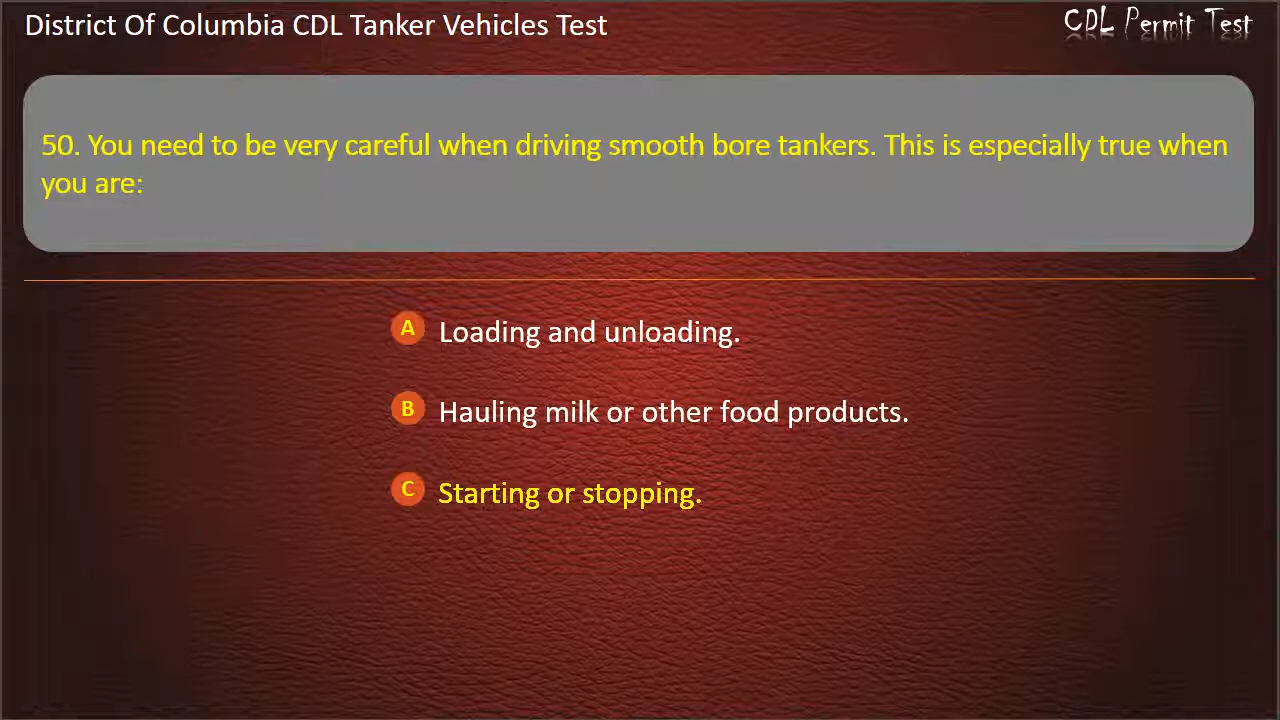 District Of Columbia CDL Tanker Vehicles Test
CDL Permit Test
50. You need to be very careful when driving smooth bore tankers. This is especially true when
you are:
A Loading and unloading.
B Hauling milk or other food products.
C Starting or stopping.